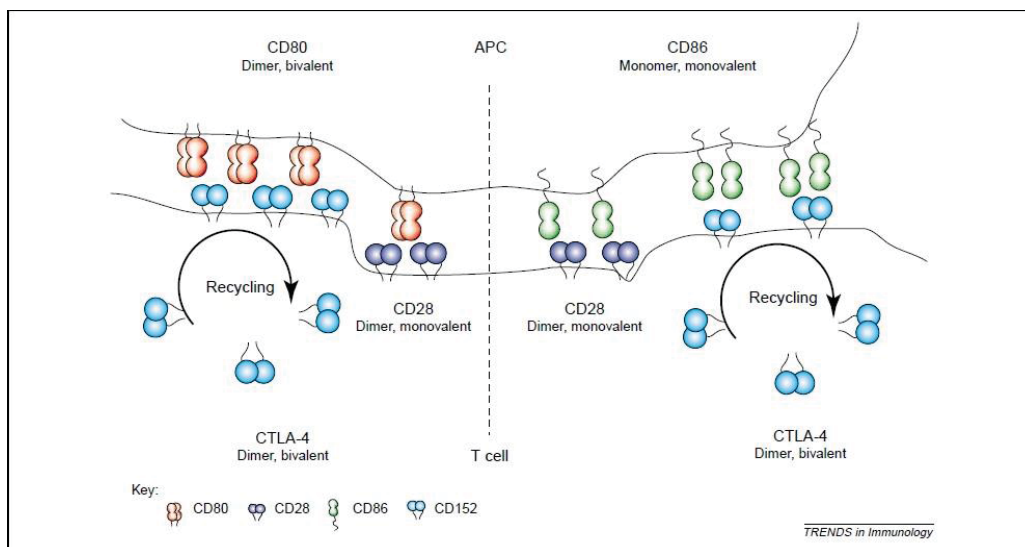 CD80
Dimer, bivalent
APC
CD86
Monomer, monovalent
Recycling
CD28
Dimer, monovalent
CD28
Dimer, monovalent
Recycling
CTLA-4
Dimer, bivalent
T cell
CTLA-4
Dimer, bivalent
Key:
CD80 CD28 CD86 CD152
TRENDS in Immunology